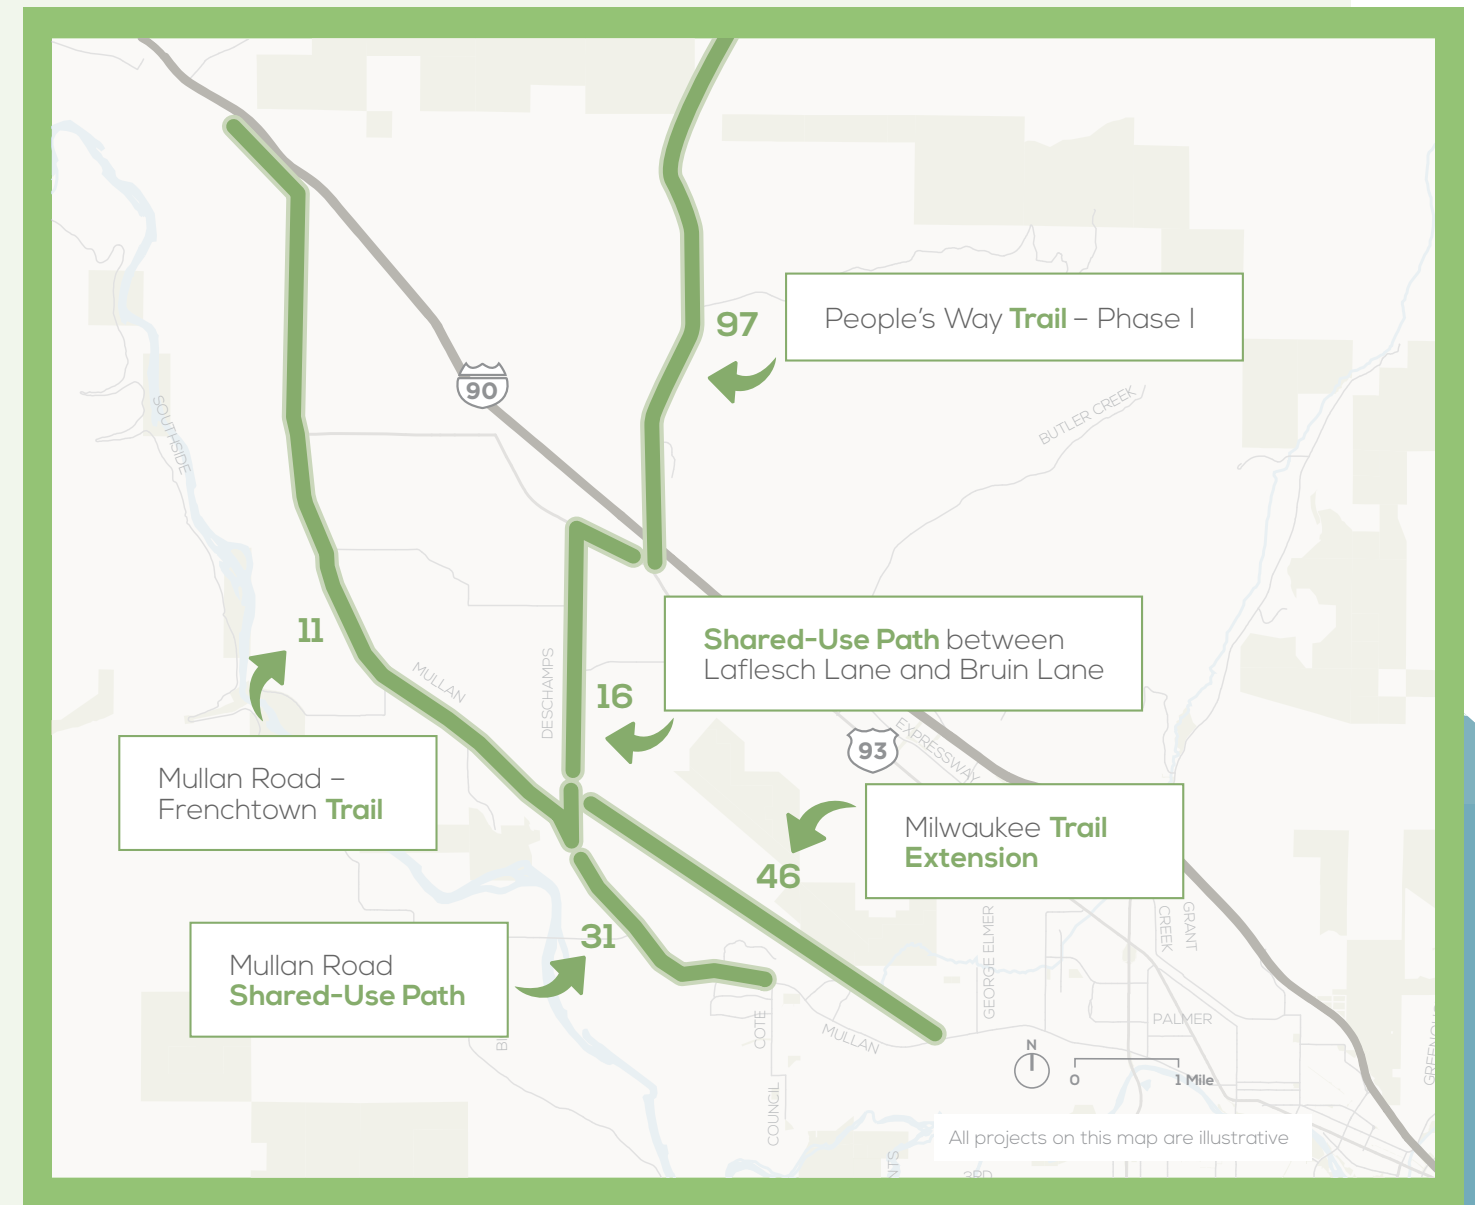 97
People's Way Trail – Phase I
90
BUTLER CREEK
SOUTHSIDE
11
MULLAN
DESCHAMPS
Shared-Use Path between
Laflesch Lane and Bruin Lane
16
93
EXPRESSWAY
Mullan Road –
Frenchtown Trail
Milwaukee Trail
Extension
46
31
Mullan Road
Shared-Use Path
GEORGE ELMER
GRANT
CREEK
PALMER
COTE
MULLAN
COUNCIL
N
0
1 Mile
All projects on this map are illustrative
3RD